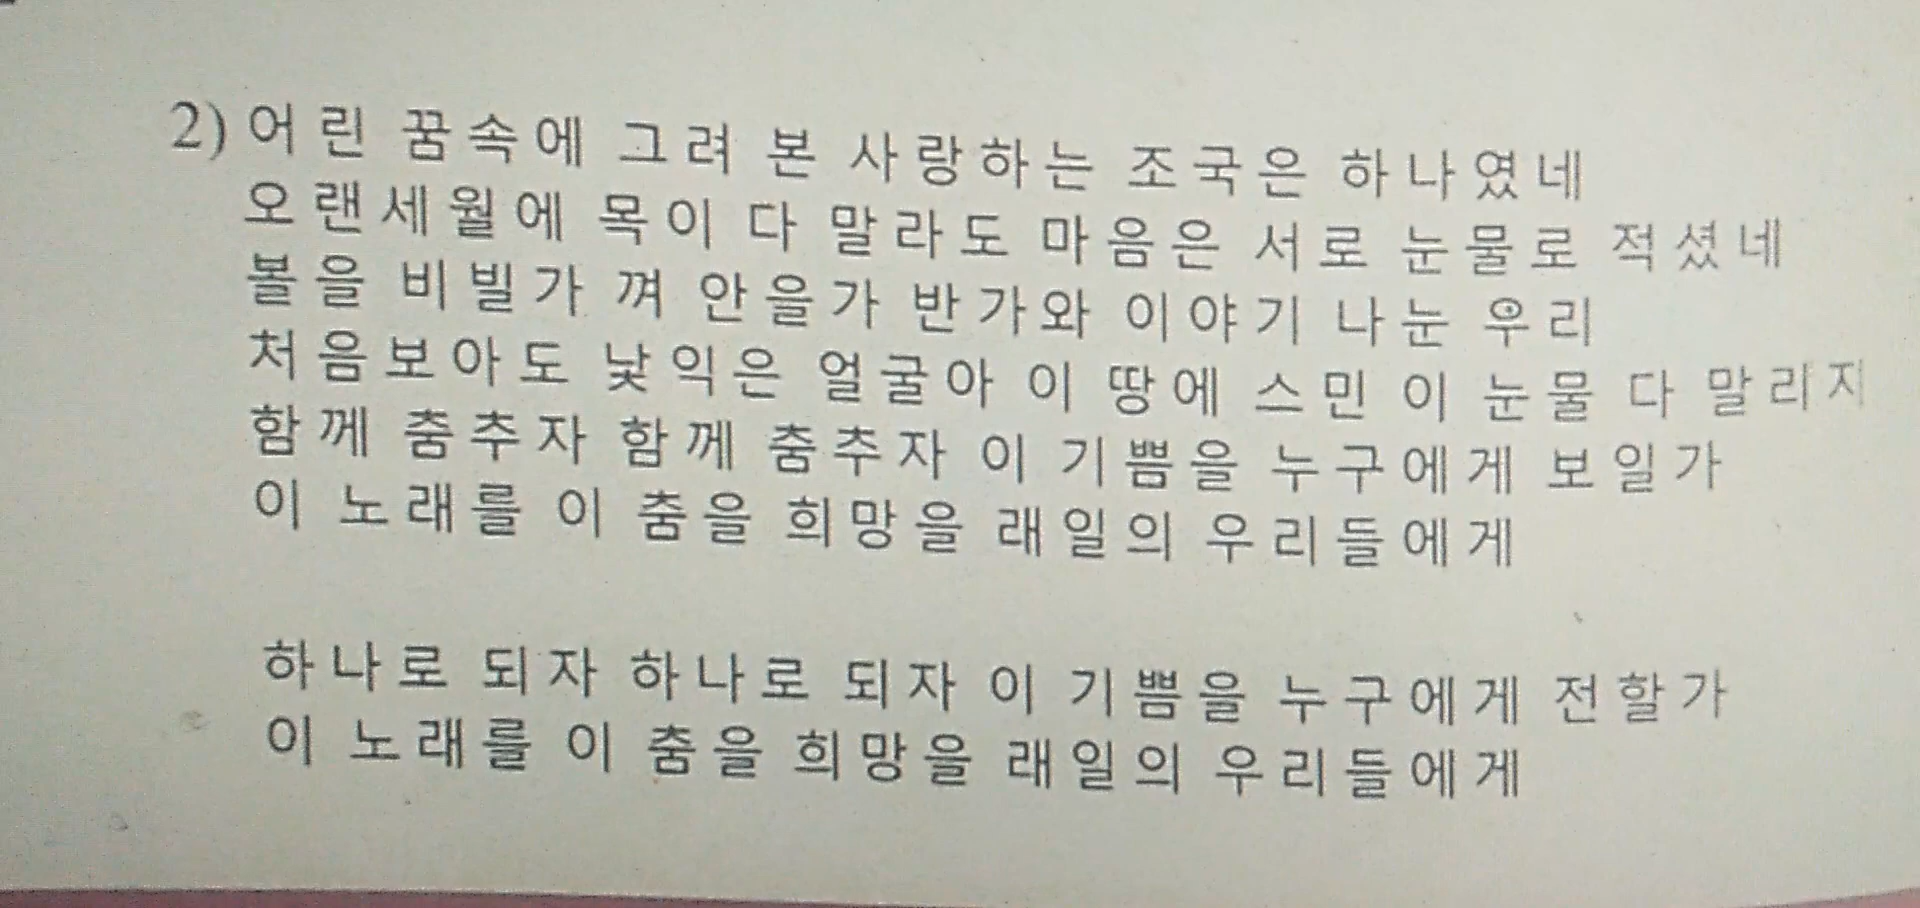 2) 어린 꿈속에 그려 본 사랑하는 조국은 하나였네
오랜세월에 목이 다 말라도 마음은 서로 눈물로 적셨네
볼을 비빌가 껴 안을가 반가와 이야기 나눈 우리
처음보아도 낯익은 얼굴아 이 땅에 스민 이 눈물 다 말리지
함께 춤추자 함께 춤추자 이 기쁨을 누구에게 보일가
이 노래를 이 춤을 희망을 래일의 우리들에게
하나로 되자 하나로 되자 이 기쁨을 누구에게 전할가
이 노래를 이 춤을 희망을 래일의 우리들에게